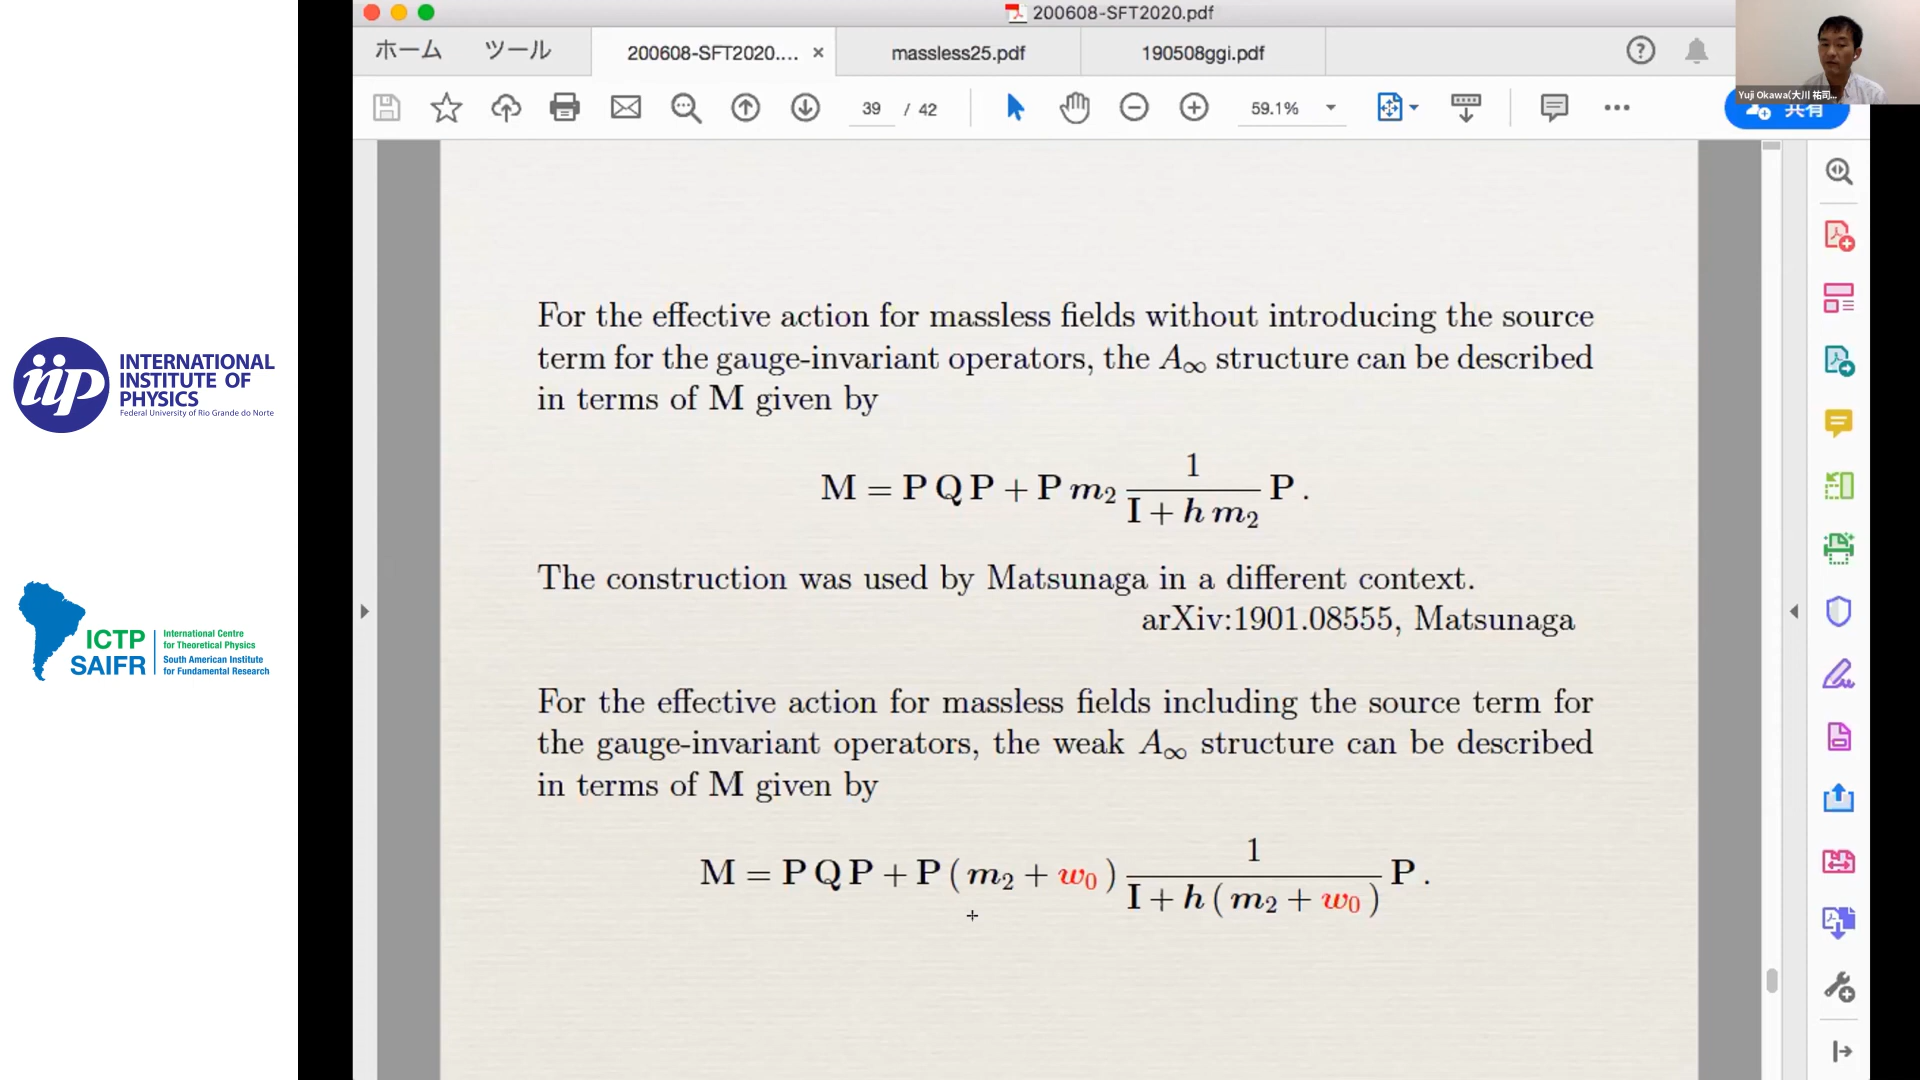 200608-SFT2020.pdf
ホーム ツール 200608-SFT2020.... × massless25.pdf 190508ggi.pdf
39 / 42 59.1% 共有
Yuji Okawa(大川 祐司...
For the effective action for massless fields without introducing the source
term for the gauge-invariant operators, the A∞ structure can be described
in terms of M given by
M = P Q P + P m₂ 1/(I + h m₂) P .
The construction was used by Matsunaga in a different context.
arXiv:1901.08555, Matsunaga
For the effective action for massless fields including the source term for
the gauge-invariant operators, the weak A∞ structure can be described
in terms of M given by
M = P Q P + P ( m₂ + w₀ ) 1/(I + h ( m₂ + w₀ )) P .
iip
INTERNATIONAL
INSTITUTE OF
PHYSICS
Federal University of Rio Grande do Norte
ICTP
SAIFR
International Centre
for Theoretical Physics
South American Institute
for Fundamental Research